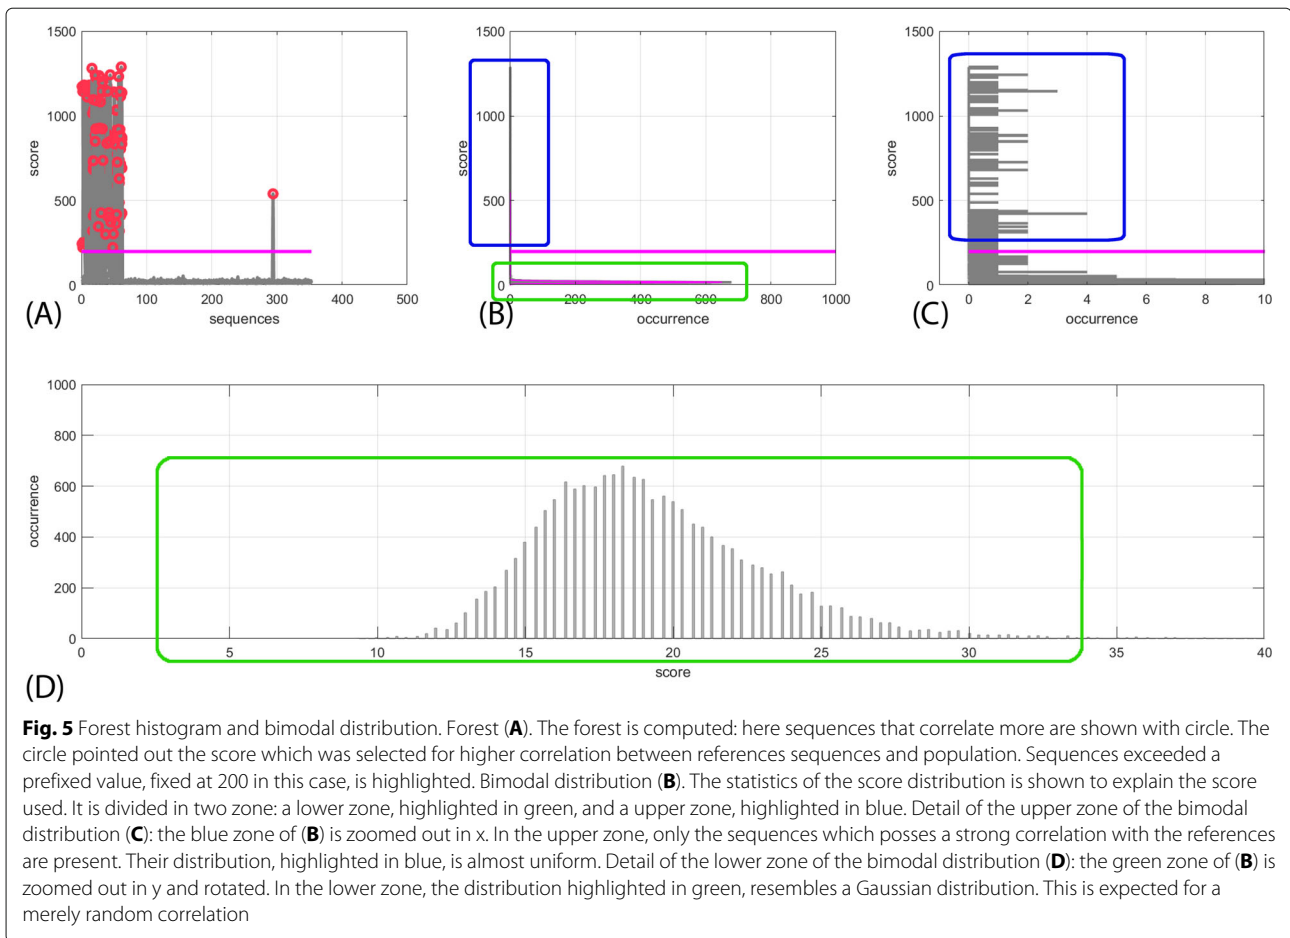 1500
1000
500
0
score
0 100 200 300 400 500
sequences
(A)
1500
1000
500
0
score
0 200 400 600 800 1000
occurrence
(B)
1500
1000
500
0
score
0 2 4 6 8 10
occurrence
(C)
1000
800
600
400
200
0
occurrence
0 5 10 15 20 25 30 35 40
score
(D)
Fig. 5 Forest histogram and bimodal distribution. Forest (A). The forest is computed: here sequences that correlate more are shown with circle. The
circle pointed out the score which was selected for higher correlation between references sequences and population. Sequences exceeded a
prefixed value, fixed at 200 in this case, is highlighted. Bimodal distribution (B). The statistics of the score distribution is shown to explain the score
used. It is divided in two zone: a lower zone, highlighted in green, and a upper zone, highlighted in blue. Detail of the upper zone of the bimodal
distribution (C): the blue zone of (B) is zoomed out in x. In the upper zone, only the sequences which posses a strong correlation with the references
are present. Their distribution, highlighted in blue, is almost uniform. Detail of the lower zone of the bimodal distribution (D): the green zone of (B) is
zoomed out in y and rotated. In the lower zone, the distribution highlighted in green, resembles a Gaussian distribution. This is expected for a
merely random correlation